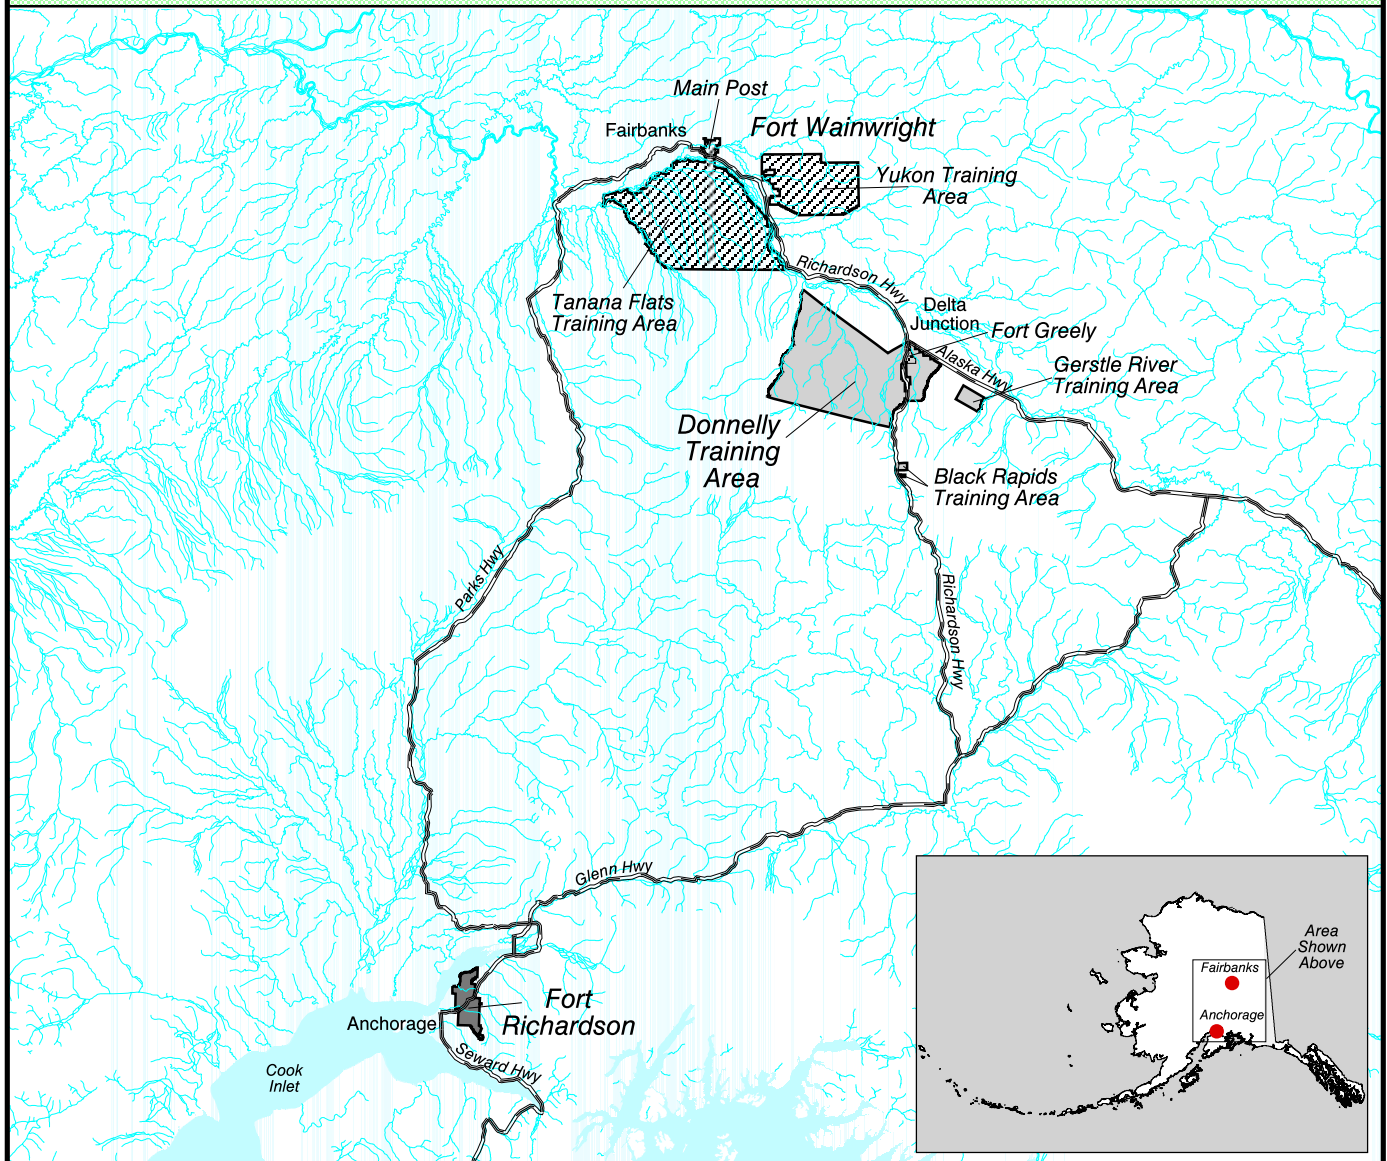 Main Post
Fairbanks
Fort Wainwright
Yukon Training
Area
Richardson Hwy
Tanana Flats
Training Area
Delta
Junction
Fort Greely
Alaska Hwy
Gerstle River
Training Area
Donnelly
Training
Area
Black Rapids
Training Area
Parks Hwy
Richardson Hwy
Glenn Hwy
Fort
Richardson
Anchorage
Seward Hwy
Cook
Inlet
Area
Shown
Above
Fairbanks
Anchorage